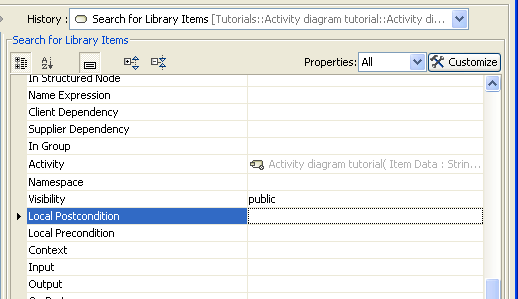 History : Search for Library Items [Tutorials::Activity diagram tutorial::Activity di...
Search for Library Items
Properties: All Customize
In Structured Node
Name Expression
Client Dependency
Supplier Dependency
In Group
Activity Activity diagram tutorial( Item Data : Strin...
Namespace
Visibility public
Local Postcondition
Local Precondition
Context
Input
Output